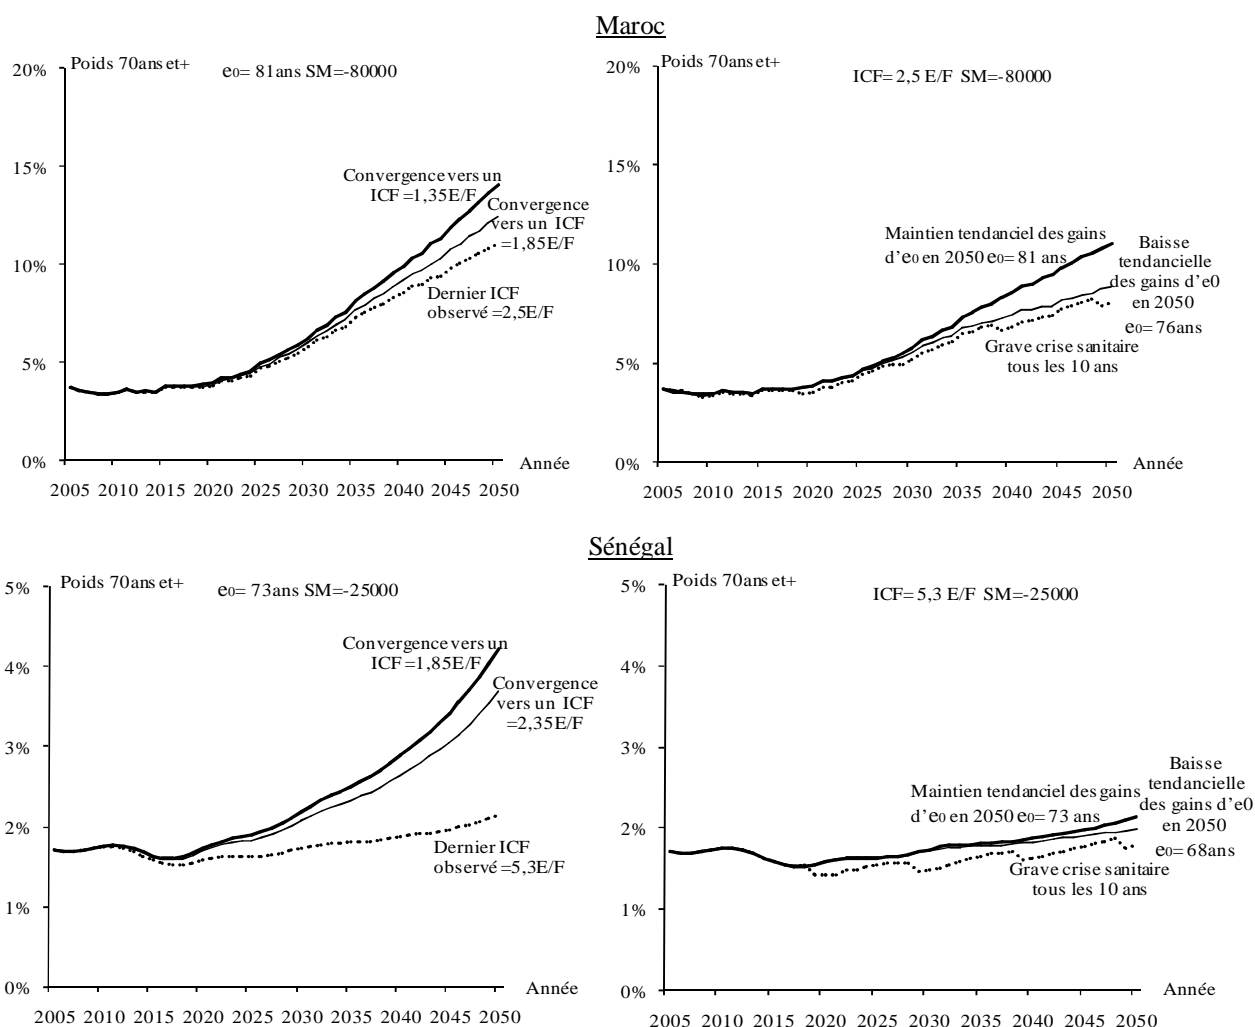 Maroc
Poids 70ans et+
e0= 81ans SM=-80000
20%
15%
10%
5%
0%
Convergence vers un
ICF=1,35E/F
Convergence
vers un ICF
=1,85E/F
Dernier ICF
observé=2,5E/F
Année
2005 2010 2015 2020 2025 2030 2035 2040 2045 2050
Poids 70ans et+
ICF= 2,5 E/F SM=-80000
20%
15%
10%
5%
0%
Maintien tendanciel des gains
d'e0 en 2050 e0= 81 ans
Baisse
tendancielle
des gains d'e0
en 2050
e0= 76ans
Grave crise sanitaire
tous les 10 ans
Année
2005 2010 2015 2020 2025 2030 2035 2040 2045 2050
Sénégal
Poids 70ans et+
e0= 73ans SM=-25000
5%
4%
3%
2%
1%
0%
Convergence vers un
ICF=1,85E/F
Convergence
vers un ICF
=2,35E/F
Dernier ICF
observé=5,3E/F
Année
2005 2010 2015 2020 2025 2030 2035 2040 2045 2050
Poids 70ans et+
ICF= 5,3 E/F SM=-25000
5%
4%
3%
2%
1%
0%
Maintien tendanciel des gains
d'e0 en 2050 e0= 73 ans
Baisse
tendancielle
des gains d'e0
en 2050
e0= 68ans
Grave crise sanitaire
tous les 10 ans
Année
2005 2010 2015 2020 2025 2030 2035 2040 2045 2050